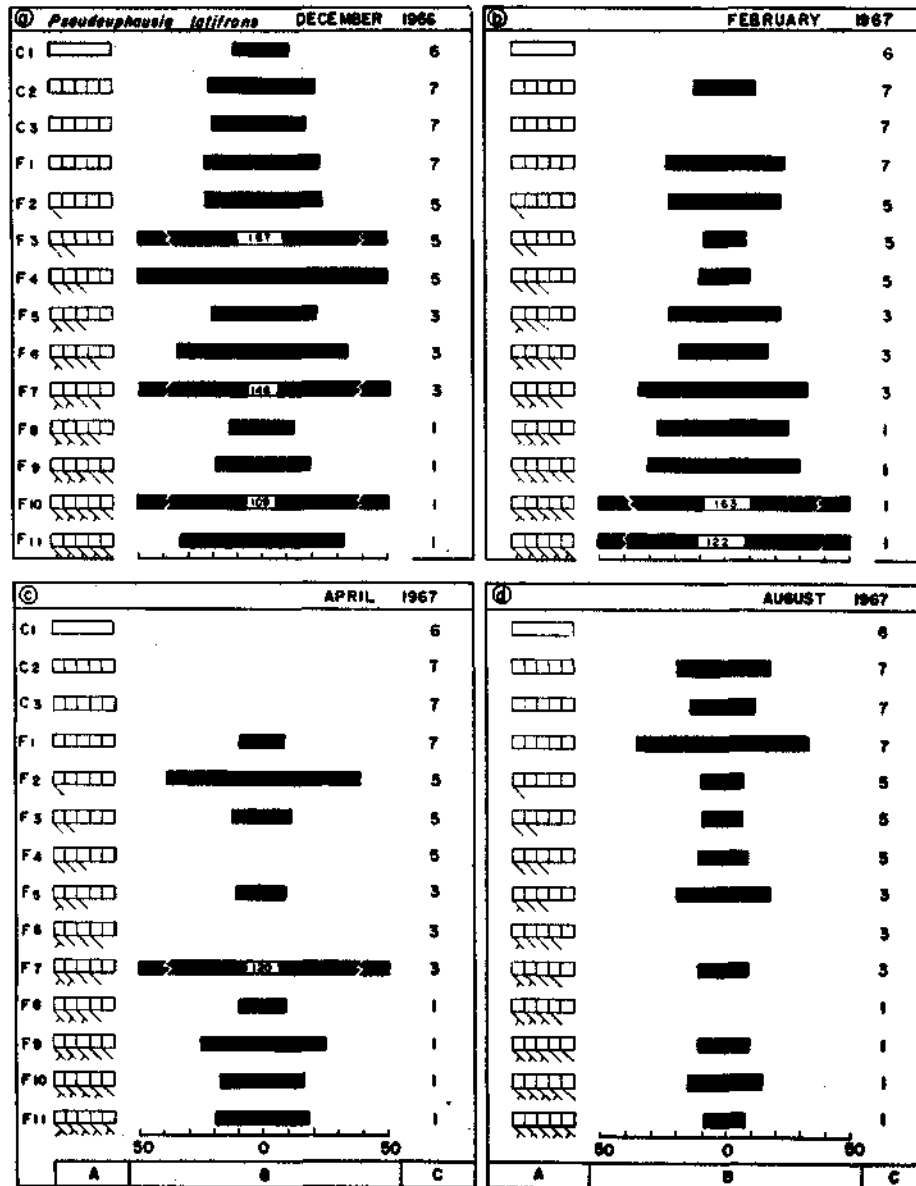 a Pseudeuphausia latifrons DECEMBER 1966
C1 6
C2 7
C3 7
F1 7
F2 5
F3 167 5
F4 5
F5 3
F6 3
F7 146 3
F8 1
F9 1
F10 109 1
F11 1
b FEBRUARY 1967
6
7
7
7
5
5
5
3
3
3
1
1
163 1
122 1
c APRIL 1967
C1 6
C2 7
C3 7
F1 7
F2 5
F3 5
F4 5
F5 3
F6 3
F7 120 3
F8 1
F9 1
F10 1
F11 1
50 0 50
A B C
d AUGUST 1967
6
7
7
7
5
5
5
3
3
3
1
1
1
1
50 0 50
A B C